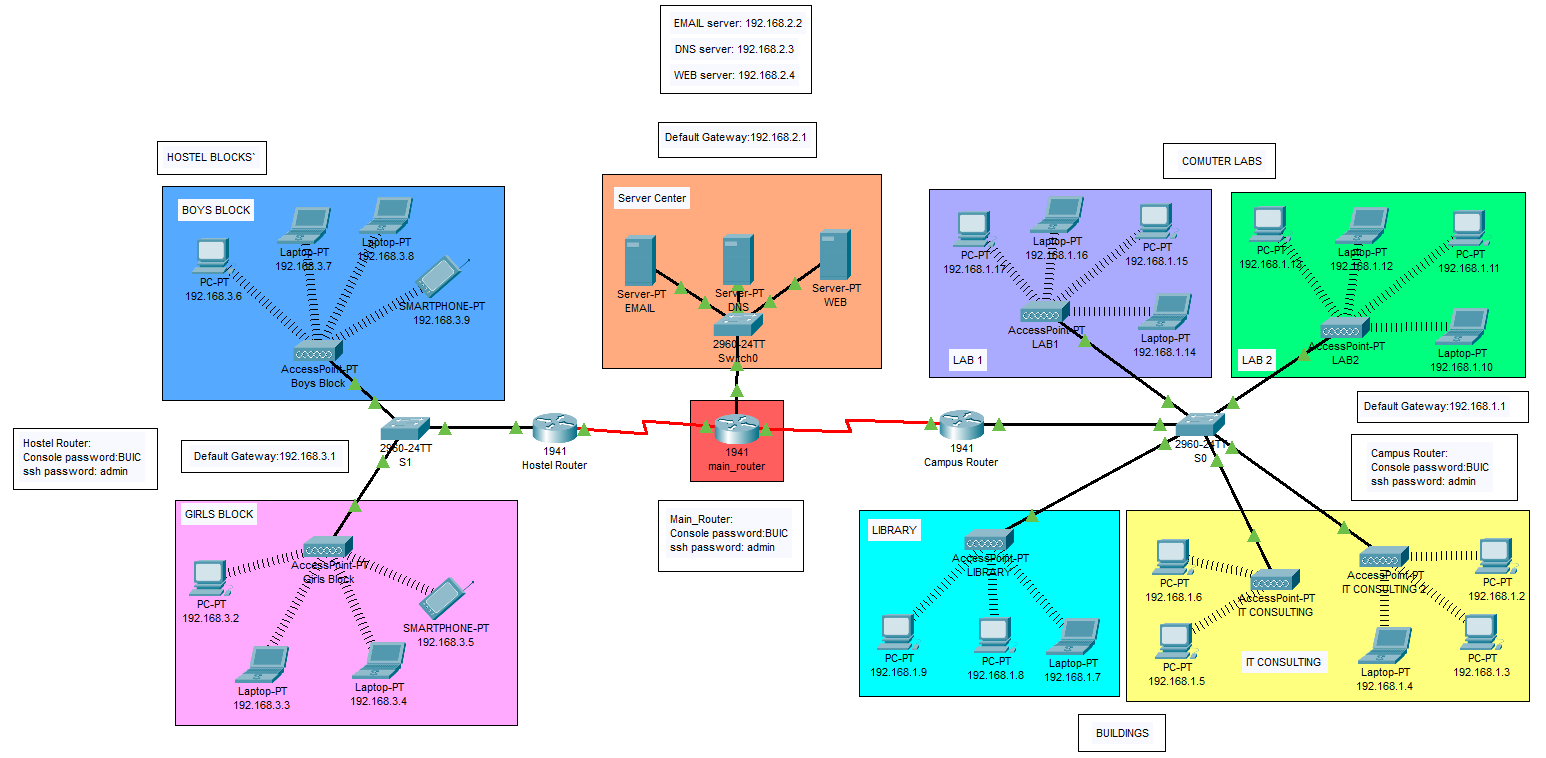 EMAIL server: 192.168.2.2
DNS server: 192.168.2.3
WEB server: 192.168.2.4
Default Gateway:192.168.2.1
HOSTEL BLOCKS`
BOYS BLOCK
Laptop-PT
192.168.3.7
Laptop-PT
192.168.3.8
PC-PT
192.168.3.6
SMARTPHONE-PT
192.168.3.9
AccessPoint-PT
Boys Block
Server Center
Server-PT
EMAIL
Server-PT
DNS
Server-PT
WEB
2960-24TT
Switch0
COMUTER LABS
PC-PT
192.168.1.17
Laptop-PT
192.168.1.16
PC-PT
192.168.1.15
AccessPoint-PT
LAB1
Laptop-PT
192.168.1.14
LAB 1
PC-PT
192.168.1.13
Laptop-PT
192.168.1.12
PC-PT
192.168.1.11
AccessPoint-PT
LAB2
Laptop-PT
192.168.1.10
LAB 2
Default Gateway:192.168.1.1
Hostel Router:
Console password:BUIC
ssh password: admin
Default Gateway:192.168.3.1
2960-24TT
S1
1941
Hostel Router
1941
main_router
1941
Campus Router
2960-24TT
S0
Campus Router:
Console password:BUIC
ssh password: admin
Main_Router:
Console password:BUIC
ssh password: admin
GIRLS BLOCK
AccessPoint-PT
Girls Block
PC-PT
192.168.3.2
SMARTPHONE-PT
192.168.3.5
Laptop-PT
192.168.3.3
Laptop-PT
192.168.3.4
LIBRARY
AccessPoint-PT
LIBRARY
PC-PT
192.168.1.9
PC-PT
192.168.1.8
Laptop-PT
192.168.1.7
PC-PT
192.168.1.6
AccessPoint-PT
IT CONSULTING
AccessPoint-PT
IT CONSULTING 2
PC-PT
192.168.1.2
PC-PT
192.168.1.5
IT CONSULTING
Laptop-PT
192.168.1.4
PC-PT
192.168.1.3
BUILDINGS